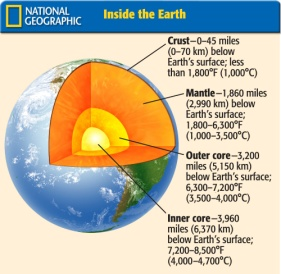 NATIONAL
GEOGRAPHIC
Inside the Earth
Crust–0–45 miles
(0–70 km) below
Earth's surface; less
than 1,800°F (1,000°C)
Mantle–1,860 miles
(2,990 km) below
Earth's surface;
1,800–6,300°F
(1,000–3,500°C)
Outer core–3,200
miles (5,150 km)
below Earth's surface;
6,300–7,200°F
(3,500–4,000°C)
Inner core–3,960
miles (6,370 km)
below Earth's surface;
7,200–8,500°F
(4,000–4,700°C)